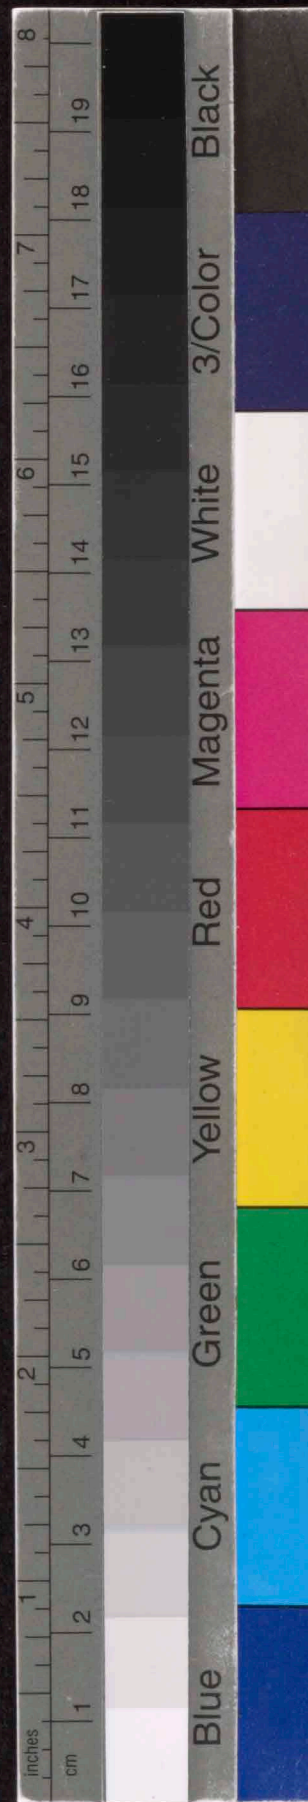 inches 1 2 3 4 5 6 7 8
cm 1 2 3 4 5 6 7 8 9 10 11 12 13 14 15 16 17 18 19
Blue Cyan Green Yellow Red Magenta White 3/Color Black